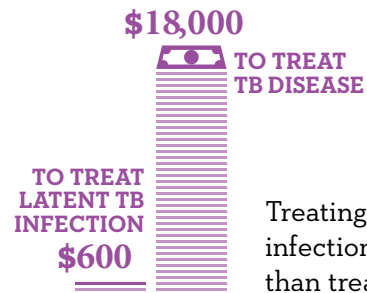 $18,000
TO TREAT
TB DISEASE
TO TREAT
LATENT TB
INFECTION
$600
Treating
infection
than trea